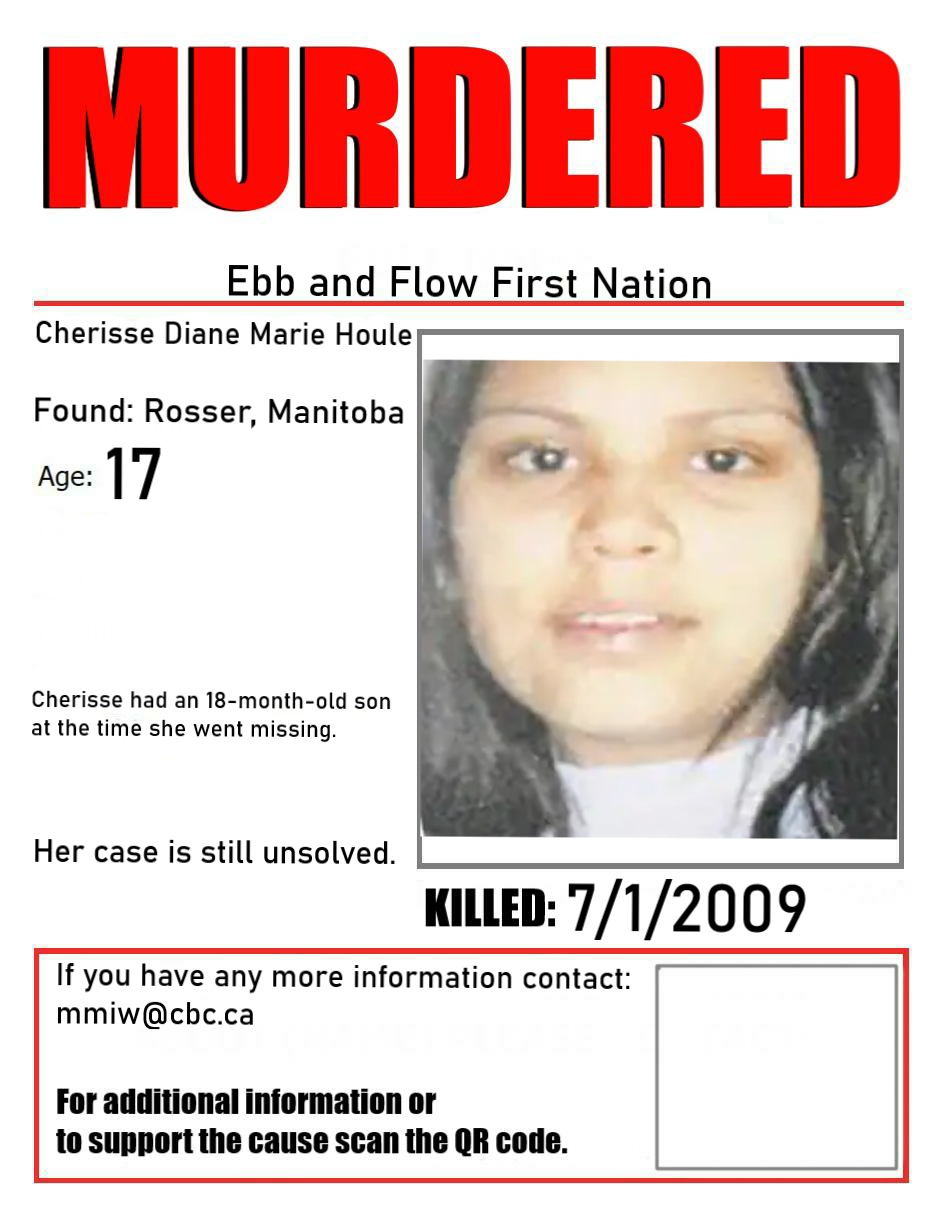 MURDERED
Ebb and Flow First Nation
Cherisse Diane Marie Houle
Found: Rosser, Manitoba
Age: 17
Cherisse had an 18-month-old son
at the time she went missing.
Her case is still unsolved.
KILLED: 7/1/2009
If you have any more information contact:
mmiw@cbc.ca
For additional information or
to support the cause scan the QR code.